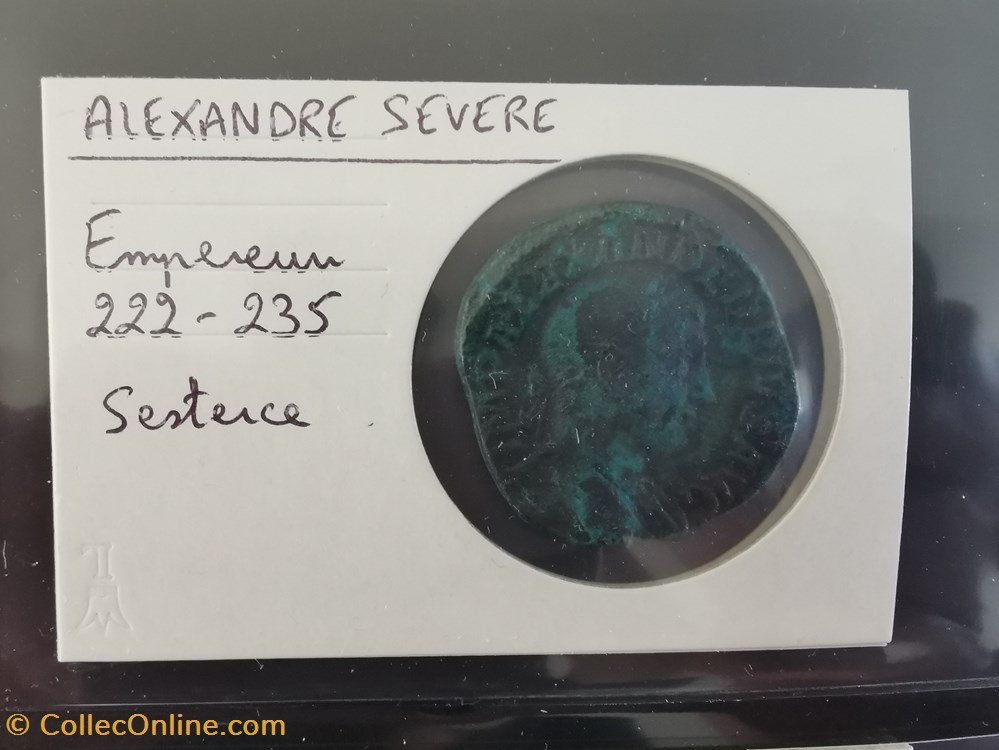 ALEXANDRE SEVERE
Empereur
222 - 235
Sesterce
© CollecOnline.com